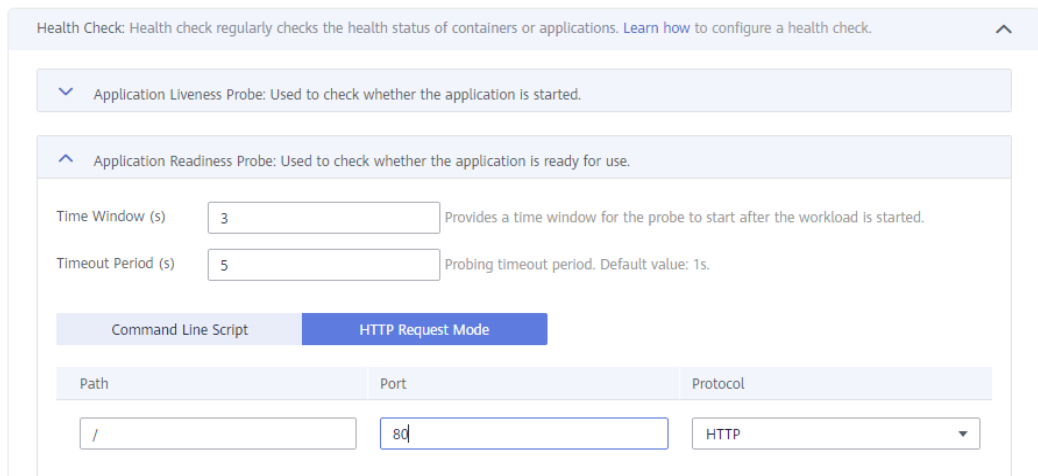 Health Check: Health check regularly checks the health status of containers or applications. Learn how to configure a health check.
Application Liveness Probe: Used to check whether the application is started.
Application Readiness Probe: Used to check whether the application is ready for use.
Time Window (s) 3 Provides a time window for the probe to start after the workload is started.
Timeout Period (s) 5 Probing timeout period. Default value: 1s.
Command Line Script HTTP Request Mode
Path Port Protocol
/ 80 HTTP